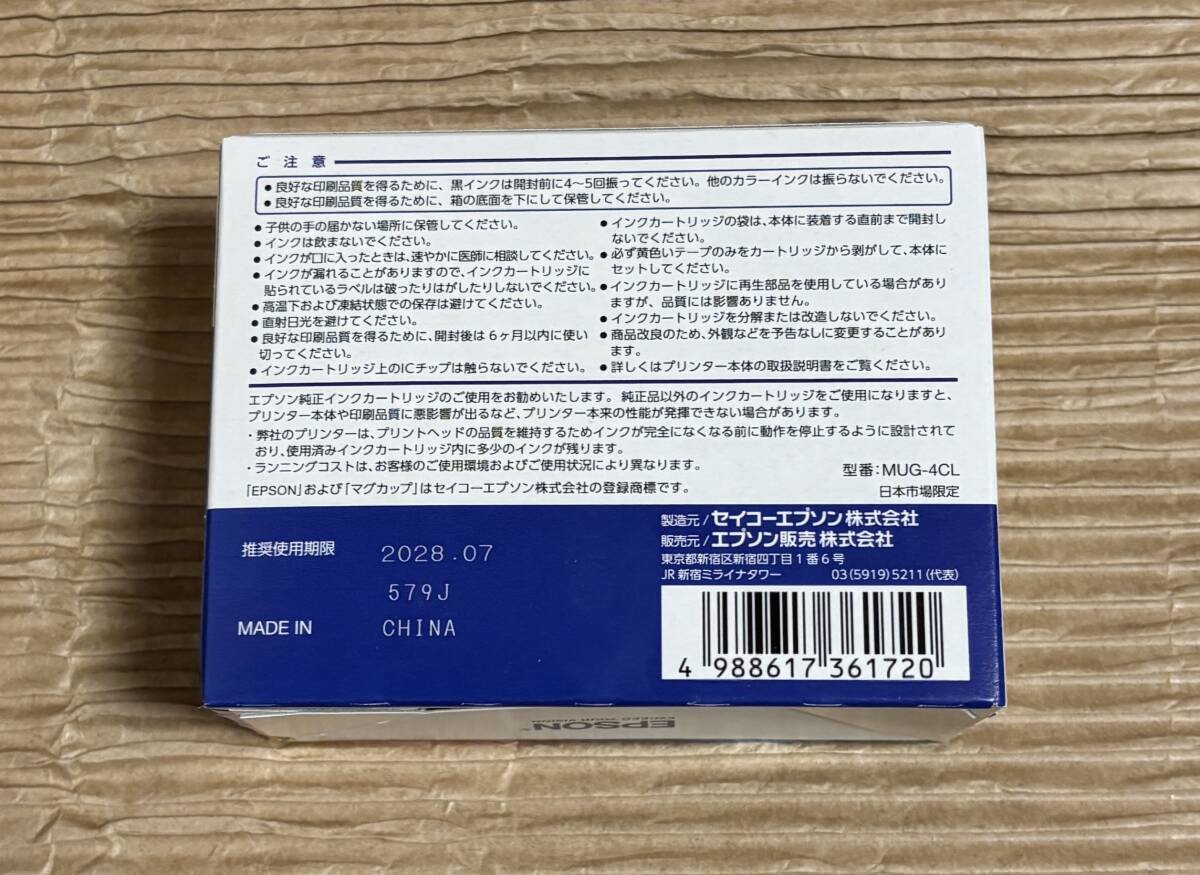 ご注意
● 良好な印刷品質を得るために、黒インクは開封前に4〜5回振ってください。他のカラーインクは振らないでください。
● 良好な印刷品質を得るために、箱の底面を下にして保管してください。
● 子供の手の届かない場所に保管してください。
● インクは飲まないでください。
● インクが口に入ったときは、速やかに医師に相談してください。
● インクが漏れることがありますので、インクカートリッジに
貼られているラベルは破ったりはがしたりしないでください。
● 高温下および凍結状態での保存は避けてください。
● 直射日光を避けてください。
● 良好な印刷品質を得るために、開封後は6ヶ月以内に使い
切ってください。
● インクカートリッジ上のICチップは触らないでください。
● インクカートリッジの袋は、本体に装着する直前まで開封し
ないでください。
● 必ず黄色いテープのみをカートリッジから剥がして、本体に
セットしてください。
● インクカートリッジに再生部品を使用している場合があり
ますが、品質には影響ありません。
● インクカートリッジを分解または改造しないでください。
● 商品改良のため、外観などを予告なしに変更することがあり
ます。
● 詳しくはプリンター本体の取扱説明書をご覧ください。
エプソン純正インクカートリッジのご使用をお勧めいたします。純正品以外のインクカートリッジをご使用になりますと、
プリンター本体や印刷品質に悪影響が出るなど、プリンター本来の性能が発揮できない場合があります。
・弊社のプリンターは、プリントヘッドの品質を維持するためインクが完全になくなる前に動作を停止するように設計されて
おり、使用済みインクカートリッジ内に多少のインクが残ります。
・ランニングコストは、お客様のご使用環境およびご使用状況により異なります。
「EPSON」および「マグカップ」はセイコーエプソン株式会社の登録商標です。
型番：MUG-4CL
日本市場限定
推奨使用期限 2028.07
579J
MADE IN CHINA
製造元/セイコーエプソン株式会社
販売元/エプソン販売株式会社
東京都新宿区新宿四丁目1番6号
JR新宿ミライナタワー 03(5919)5211(代表)
4 988617 361720
EPSON
EXCEED YOUR VISION